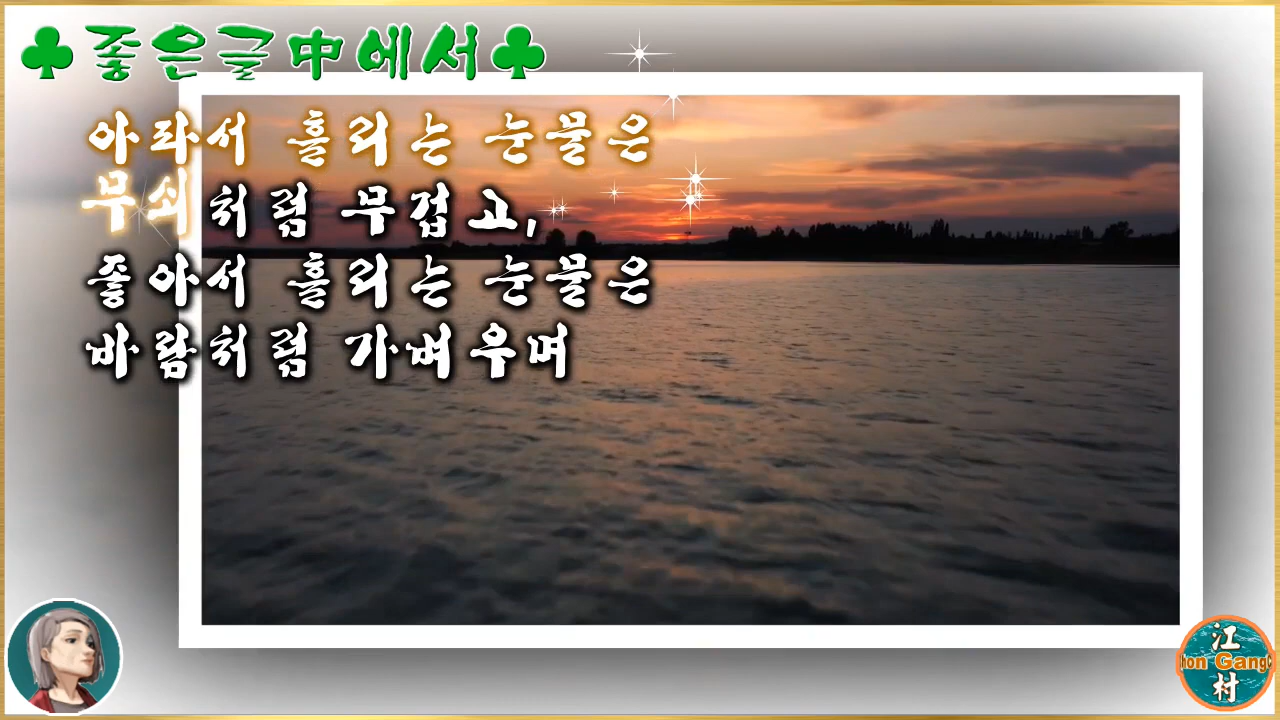 ♣좋은글中에서♣
아파서 흘리는 눈물은
무쇠처럼 무겁고,
좋아서 흘리는 눈물은
바람처럼 가벼우며
江
hon Gang
村